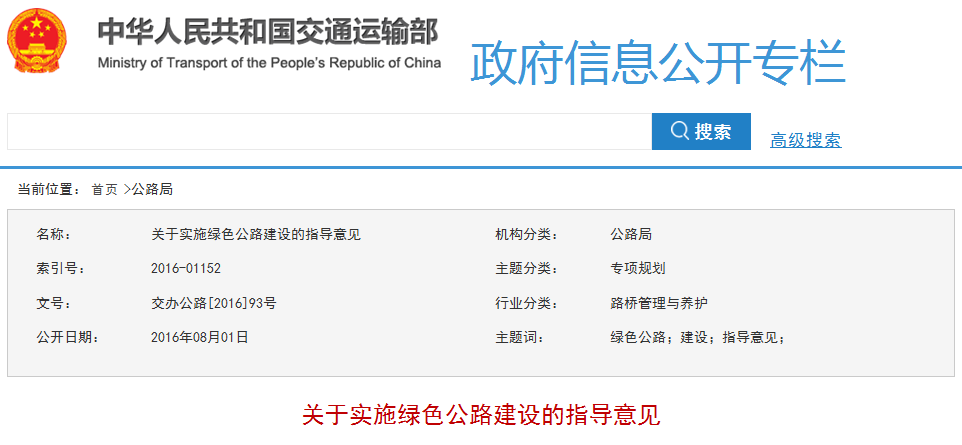 中华人民共和国交通运输部
Ministry of Transport of the People's Republic of China
政府信息公开专栏
搜索
高级搜索
当前位置： 首页 >公路局
名称： 关于实施绿色公路建设的指导意见 机构分类： 公路局
索引号： 2016-01152 主题分类： 专项规划
文号： 交办公路[2016]93号 行业分类： 路桥管理与养护
公开日期： 2016年08月01日 主题词： 绿色公路；建设；指导意见；
关于实施绿色公路建设的指导意见